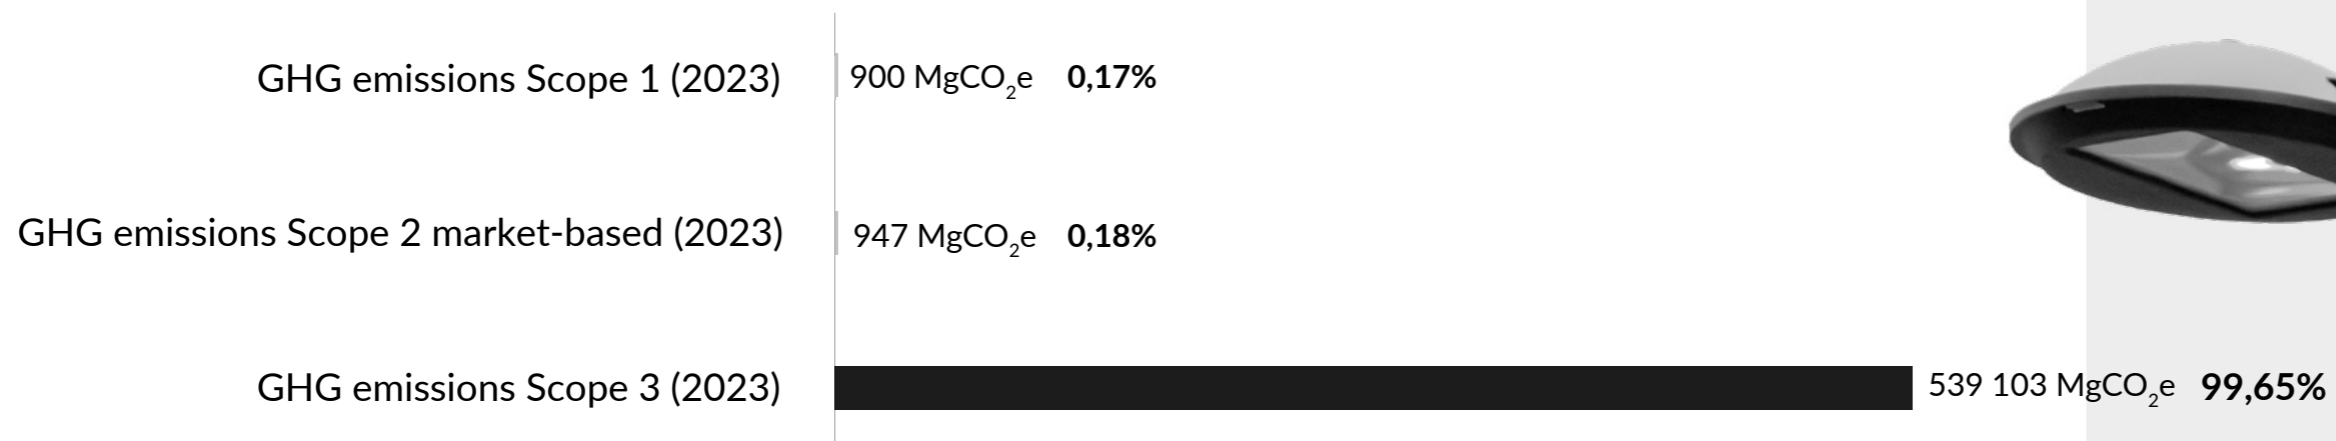 GHG emissions Scope 1 (2023) 900 MgCO₂e 0,17%
GHG emissions Scope 2 market-based (2023) 947 MgCO₂e 0,18%
GHG emissions Scope 3 (2023) 539 103 MgCO₂e 99,65%